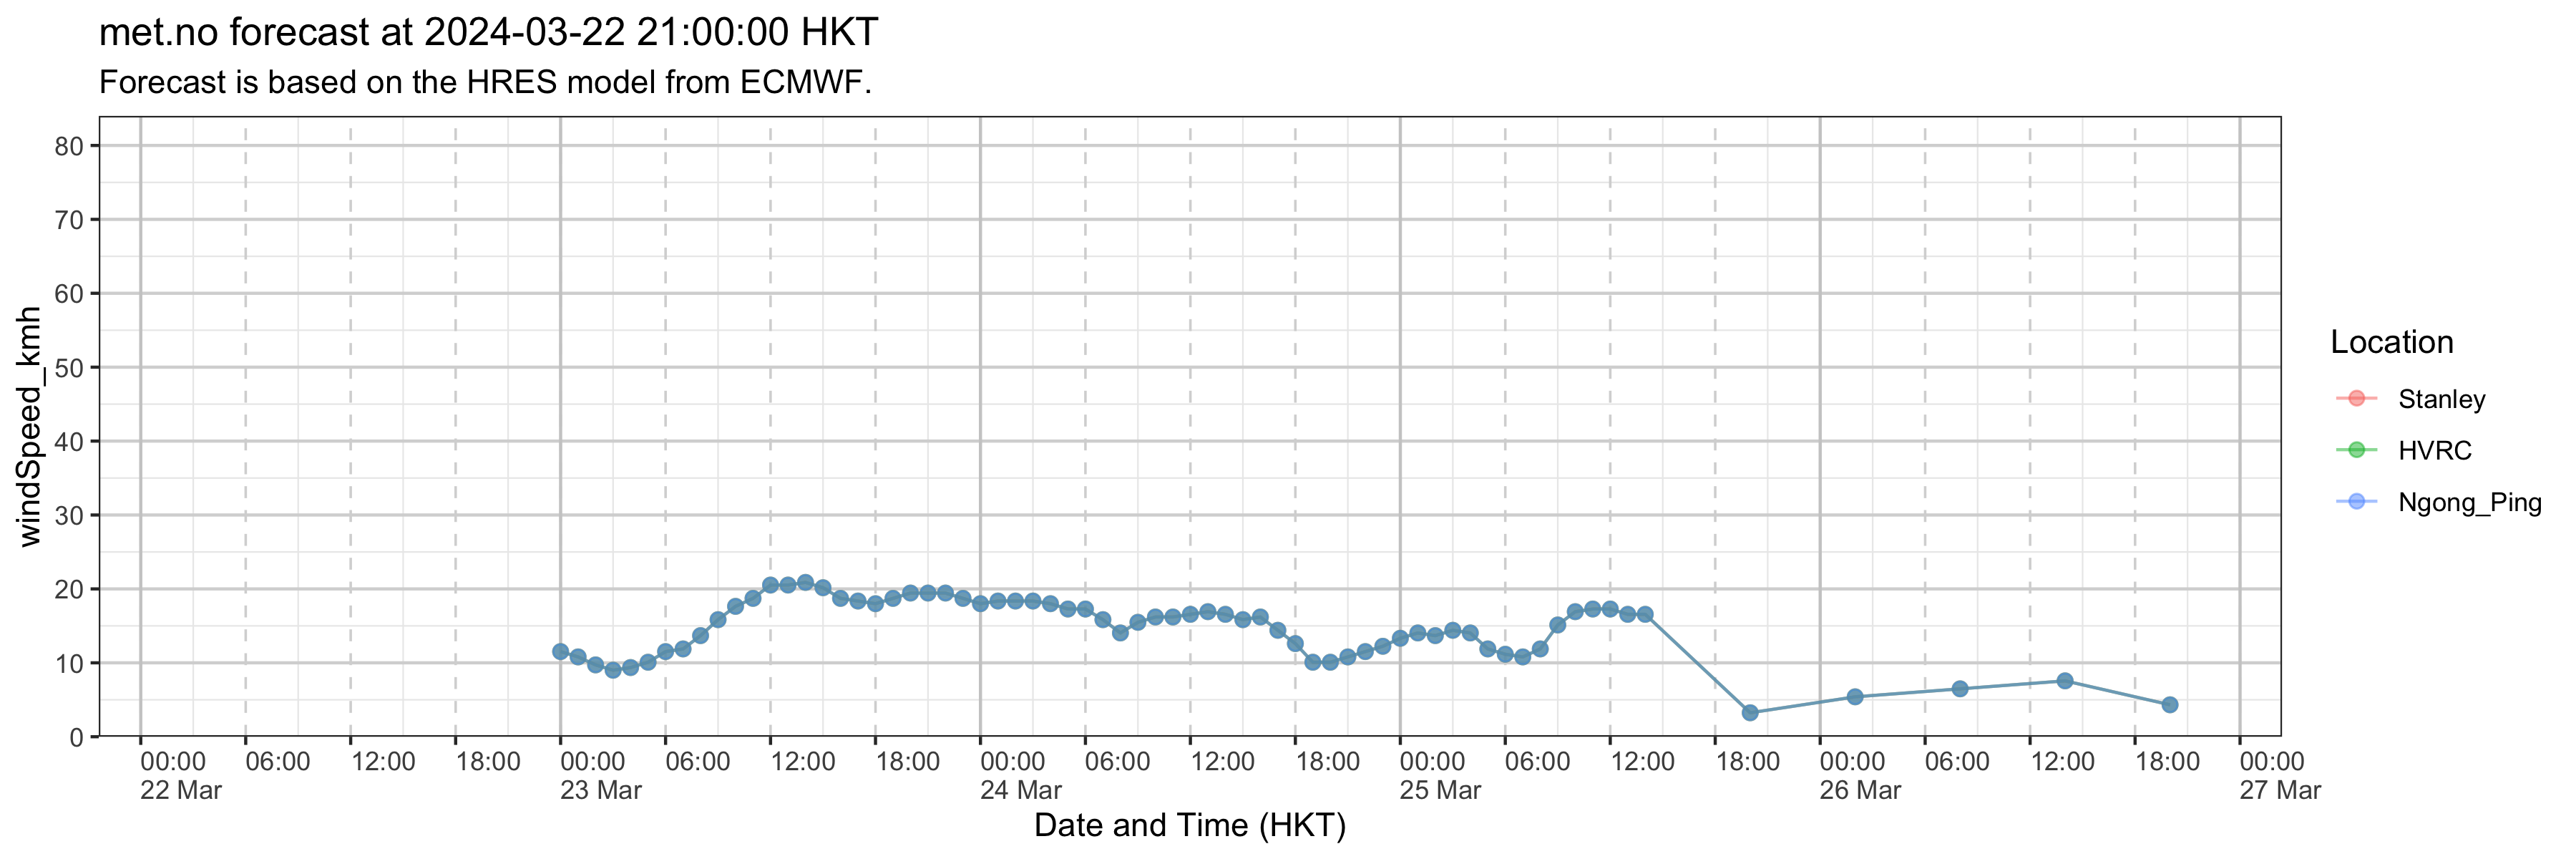 met.no forecast at 2024-03-22 21:00:00 HKT
Forecast is based on the HRES model from ECMWF.
windSpeed_kmh
80
70
60
50
40
30
20
10
0
00:00 06:00 12:00 18:00 00:00 06:00 12:00 18:00 00:00 06:00 12:00 18:00 00:00 06:00 12:00 18:00 00:00 06:00 12:00 18:00 00:00
22 Mar 23 Mar 24 Mar 25 Mar 26 Mar 27 Mar
Date and Time (HKT)
Location
Stanley
HVRC
Ngong_Ping